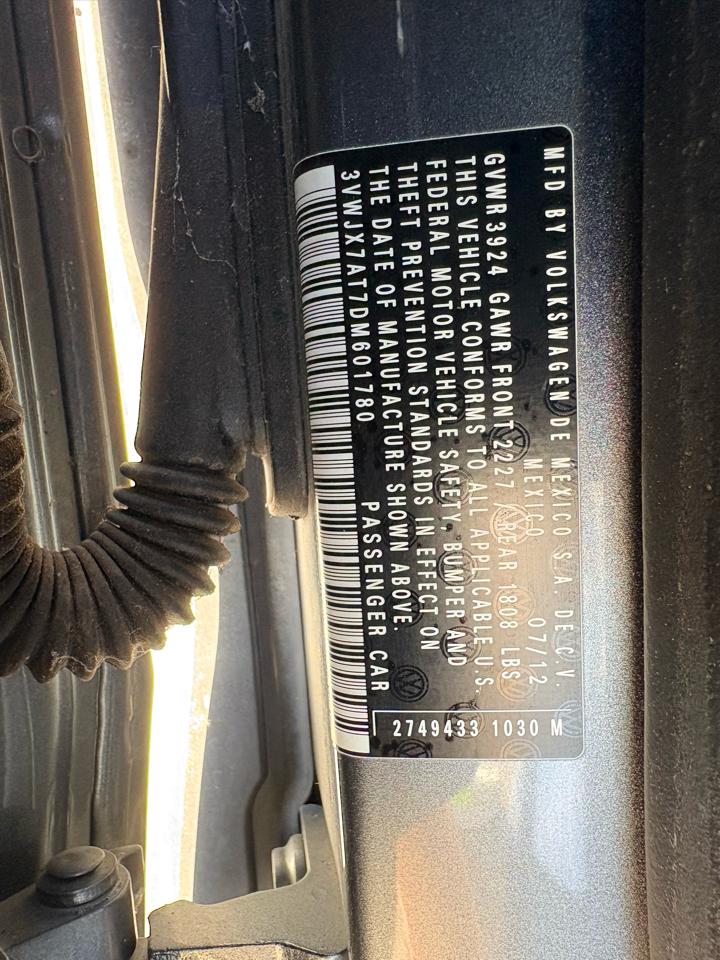 MFD BY VOLKSWAGEN DE MEXICO S.A. DE C.V.
MEXICO 07/12
GVWR 3924 GAWR FRONT 2227 / REAR 1808 LBS
THIS VEHICLE CONFORMS TO ALL APPLICABLE U.S.
FEDERAL MOTOR VEHICLE SAFETY, BUMPER AND
THEFT PREVENTION STANDARDS IN EFFECT ON
THE DATE OF MANUFACTURE SHOWN ABOVE.
3VWJX7AT7DM601780 PASSENGER CAR
2749433 1030 M